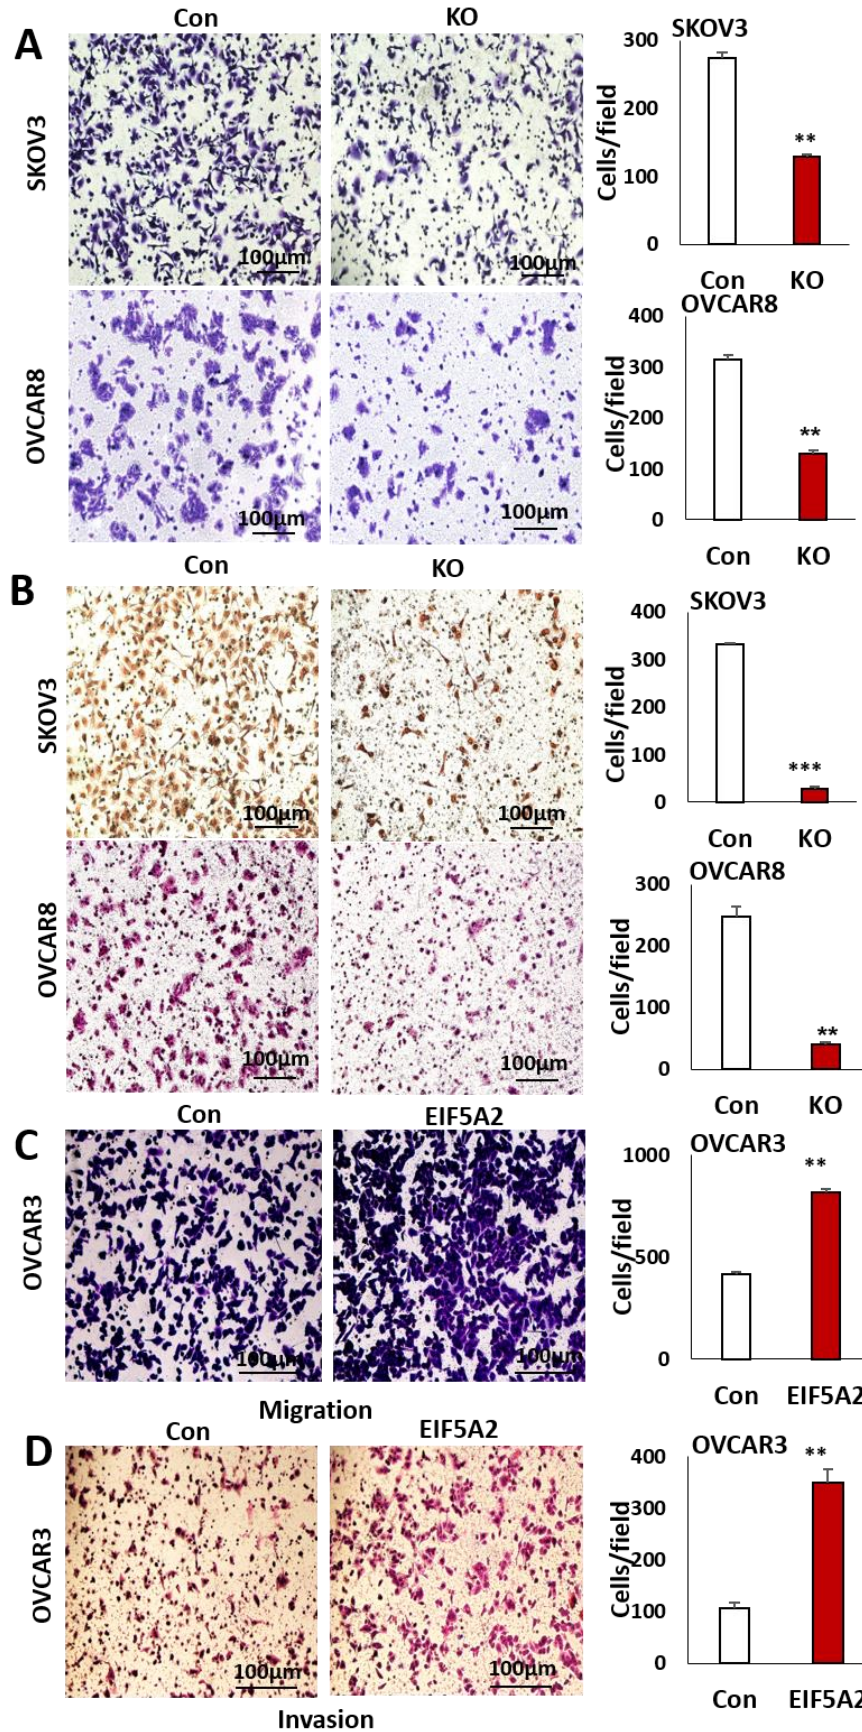 A
Con
KO
SKOV3
100μm
100μm
SKOV3
Cells/field
300
200
100
0
**
Con
KO
OVCAR8
100μm
100μm
OVCAR8
Cells/field
400
300
200
100
0
**
Con
KO
B
Con
KO
SKOV3
100μm
100μm
SKOV3
Cells/field
400
300
200
100
0
***
Con
KO
OVCAR8
100μm
100μm
OVCAR8
Cells/field
300
200
100
0
**
Con
KO
C
Con
EIF5A2
OVCAR3
100μm
100μm
OVCAR3
Cells/field
1000
500
0
**
Con
EIF5A2
Migration
D
Con
EIF5A2
OVCAR3
100μm
100μm
OVCAR3
Cells/field
400
300
200
100
0
**
Con
EIF5A2
Invasion